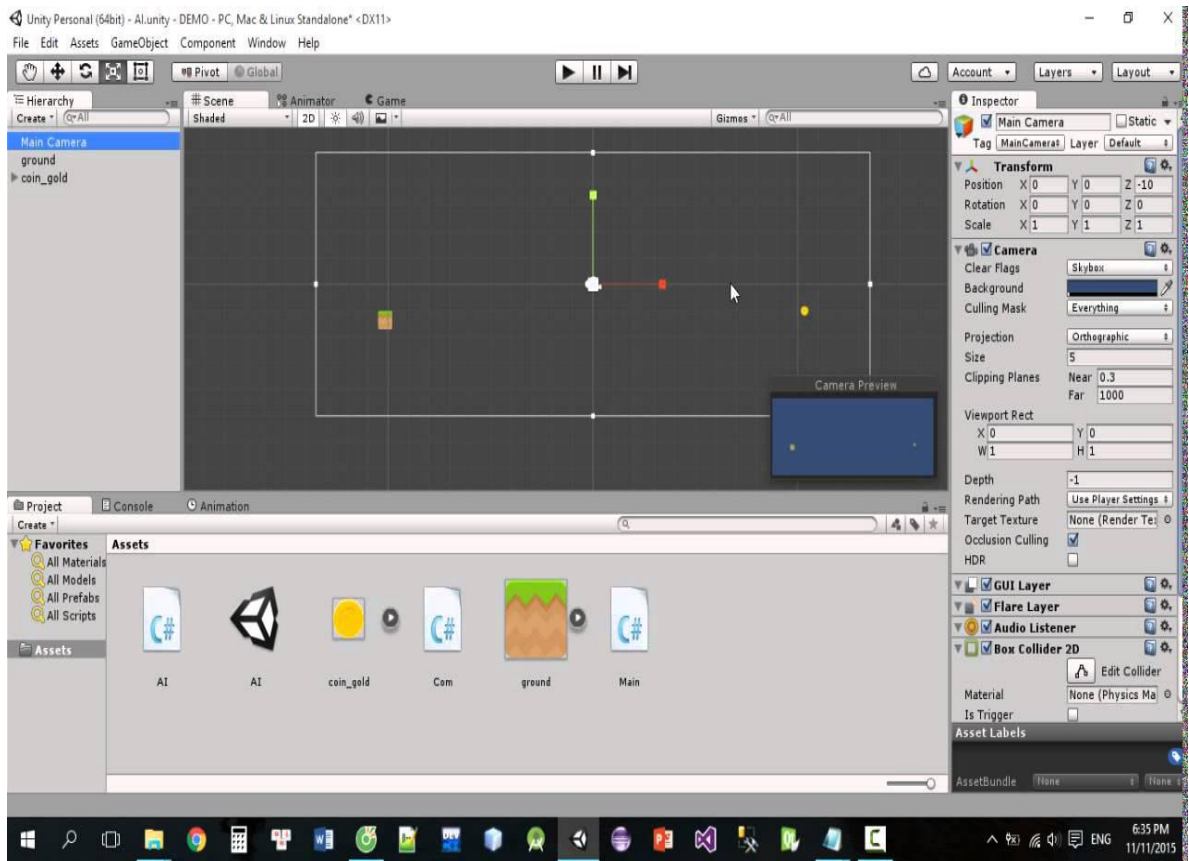 Unity Personal (64bit) - AI.unity - DEMO - PC, Mac & Linux Standalone* <DX11>
File Edit Assets GameObject Component Window Help
Pivot Global
Account Layers Layout
Hierarchy
Create All
Main Camera
ground
coin_gold
Scene Animator Game
Shaded 2D Gizmos All
Camera Preview
Inspector
Main Camera Static
Tag MainCamera Layer Default
Transform
Position X 0 Y 0 Z -10
Rotation X 0 Y 0 Z 0
Scale X 1 Y 1 Z 1
Camera
Clear Flags Skybox
Background
Culling Mask Everything
Projection Orthographic
Size 5
Clipping Planes Near 0.3
Far 1000
Viewport Rect
X 0 Y 0
W 1 H 1
Depth -1
Rendering Path Use Player Settings
Target Texture None (Render Te
Occlusion Culling
HDR
GUI Layer
Flare Layer
Audio Listener
Box Collider 2D
Edit Collider
Material None (Physics Ma
Is Trigger
Asset Labels
AssetBundle None None
Project Console Animation
Create
Favorites
All Materials
All Models
All Prefabs
All Scripts
Assets
Assets
C# C# C#
AI AI coin_gold Com ground Main
DEV
ENG
6:35 PM
11/11/2015